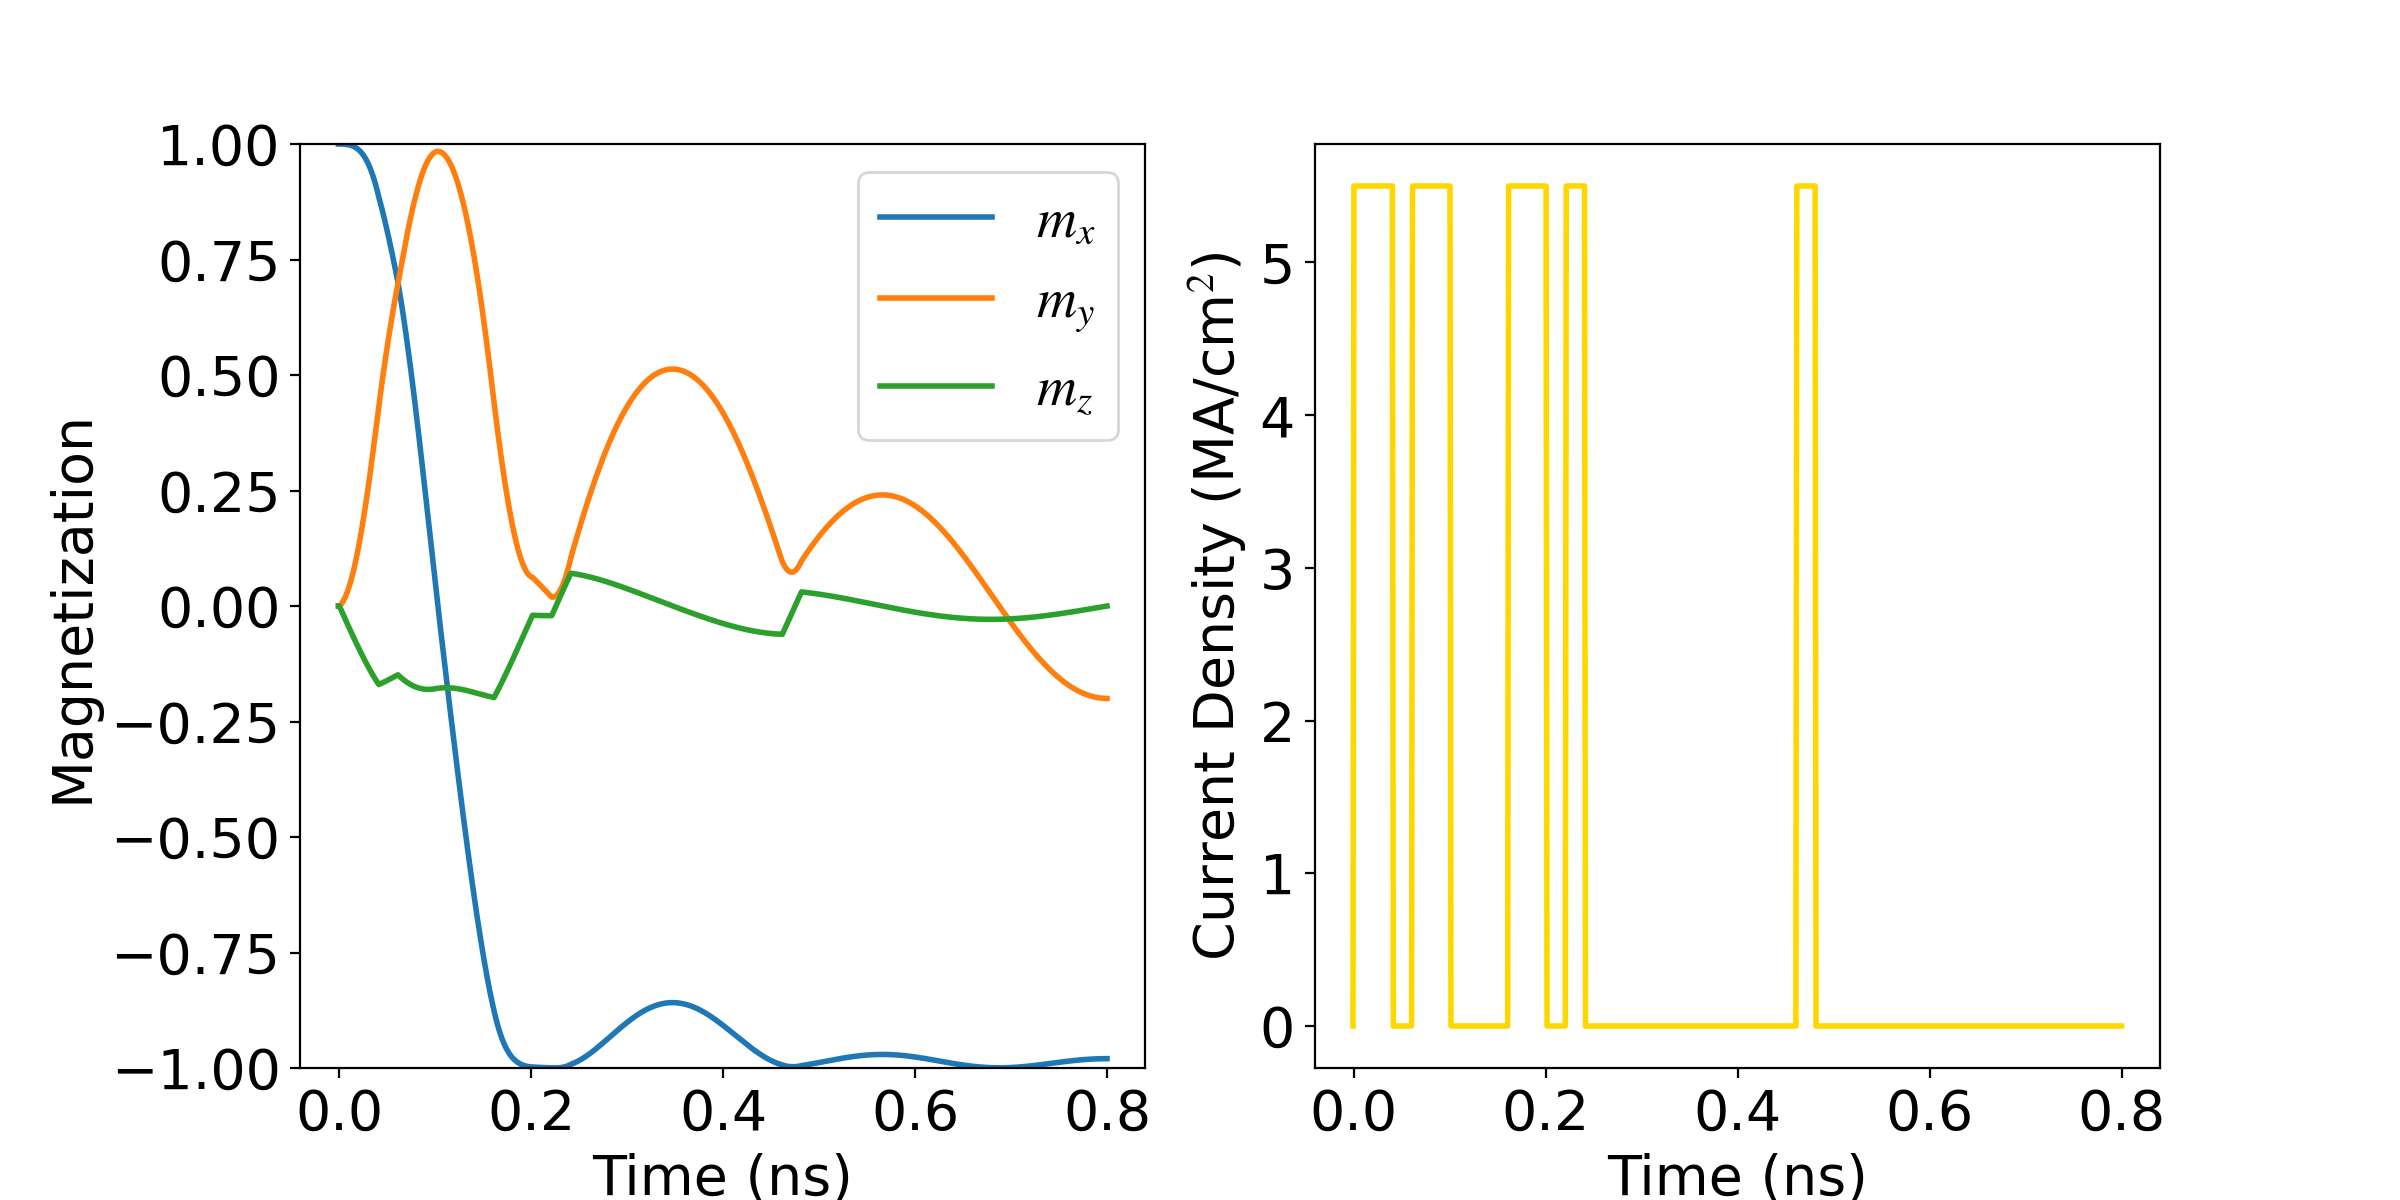 Magnetization
1.00
0.75
0.50
0.25
0.00
−0.25
−0.50
−0.75
−1.00
0.0 0.2 0.4 0.6 0.8
Time (ns)
m_x
m_y
m_z
Current Density (MA/cm²)
5
4
3
2
1
0
0.0 0.2 0.4 0.6 0.8
Time (ns)